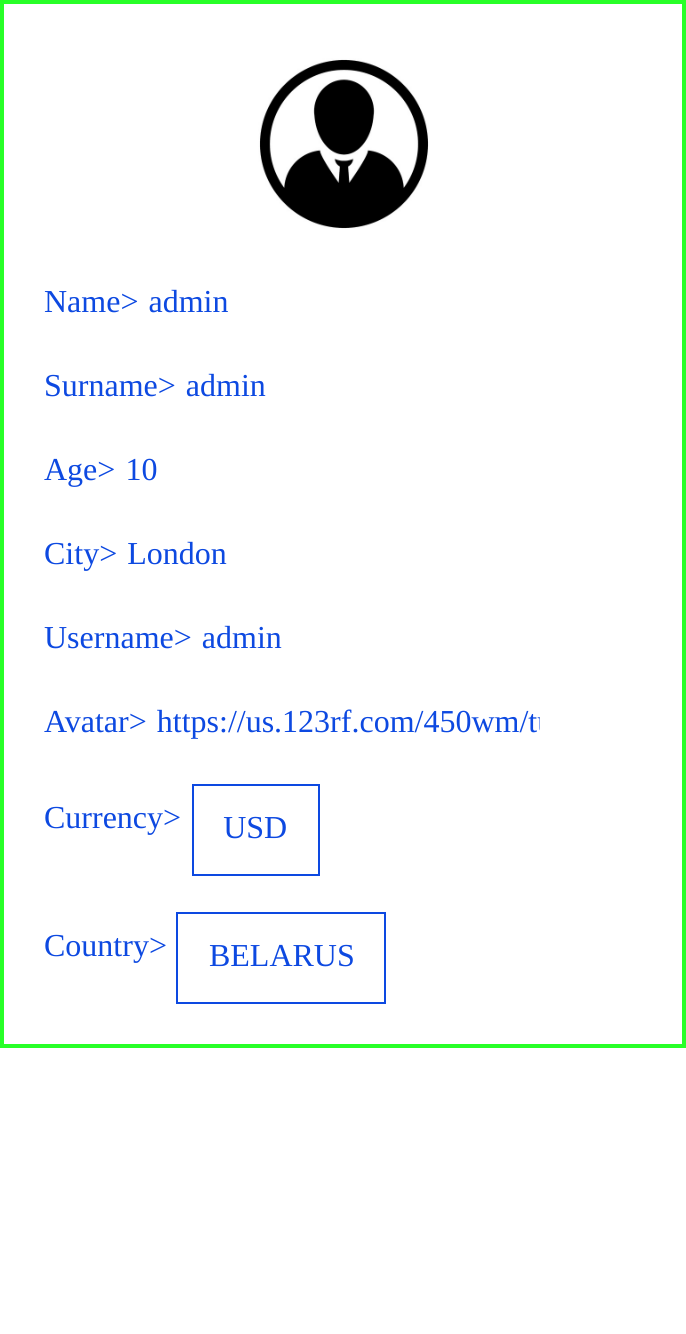 Name> admin
Surname> admin
Age> 10
City> London
Username> admin
Avatar> https://us.123rf.com/450wm/t
Currency> USD
Country> BELARUS